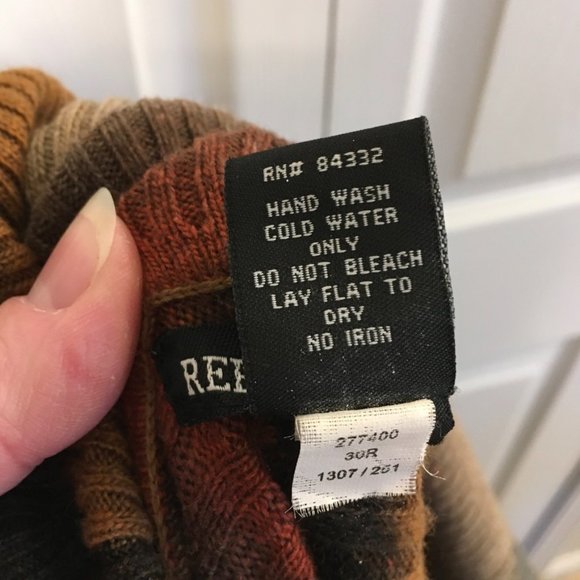 RN# 84332
HAND WASH
COLD WATER
ONLY
DO NOT BLEACH
LAY FLAT TO
DRY
NO IRON
277400
30R
1307/261